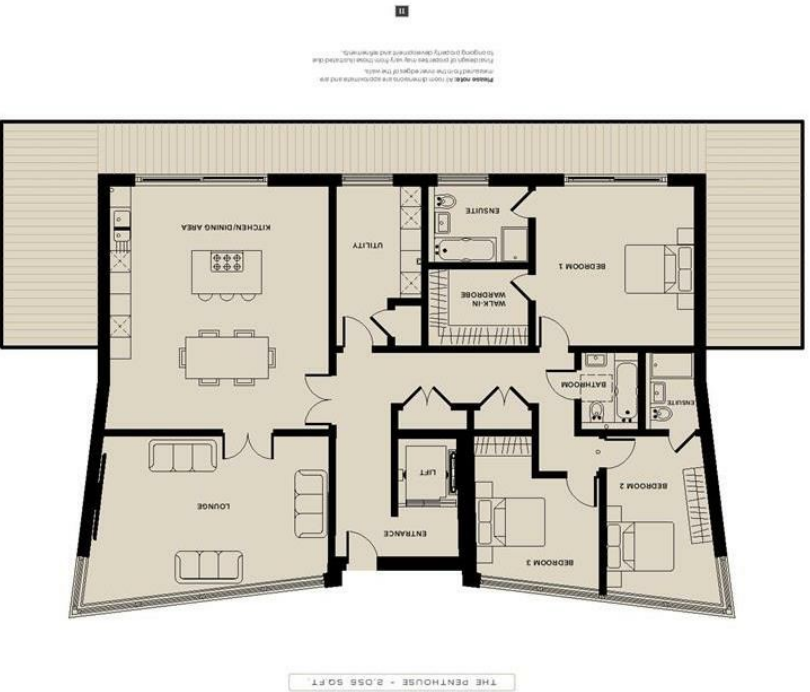 THE PENTHOUSE - 2,056 SQ.FT.
BEDROOM 3
ENTRANCE
LOUNGE
BEDROOM 2
LIFT
ENSUITE
BATHROOM
WALK-IN
WARDROBE
BEDROOM 1
UTILITY
KITCHEN/DINING AREA
ENSUITE
Please note: All room dimensions are approximate and are
measured from the inner edges of the walls.
Final design of properties may vary from those illustrated due
to ongoing property development and refinements.
11